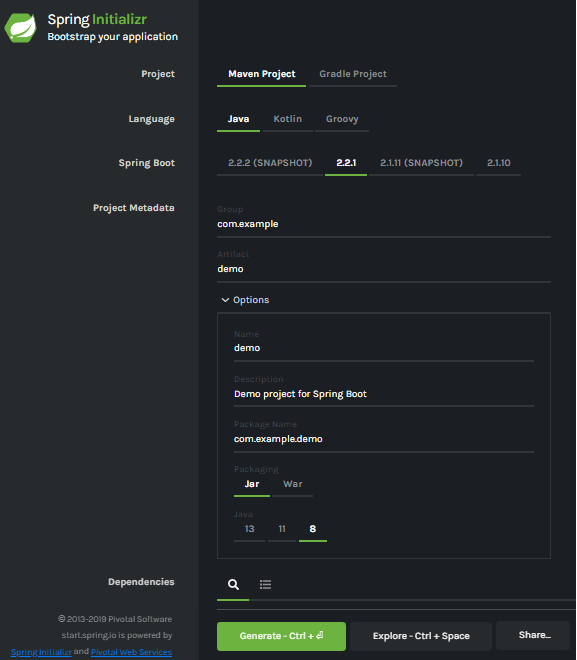 Spring Initializr
Bootstrap your application
Project
Maven Project Gradle Project
Language
Java Kotlin Groovy
Spring Boot
2.2.2 (SNAPSHOT) 2.2.1 2.1.11 (SNAPSHOT) 2.1.10
Project Metadata
Group
com.example
Artifact
demo
Options
Name
demo
Description
Demo project for Spring Boot
Package Name
com.example.demo
Packaging
Jar War
Java
13 11 8
Dependencies
© 2013-2019 Pivotal Software
start.spring.io is powered by
Spring Initializr and Pivotal Web Services
Generate - Ctrl + ⏎ Explore - Ctrl + Space Share...